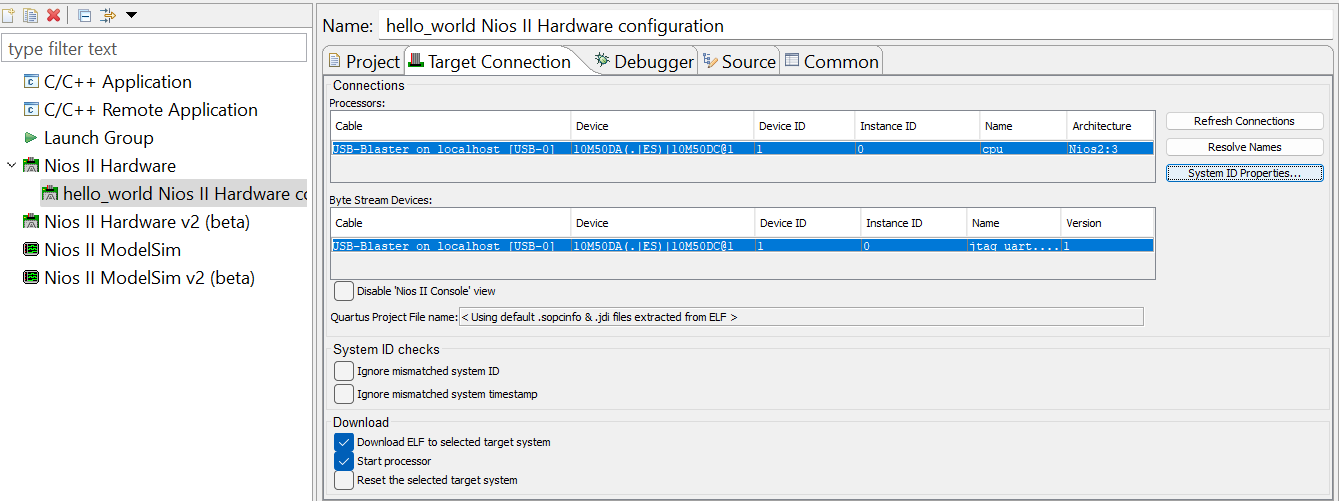 type filter text
C/C++ Application
C/C++ Remote Application
Launch Group
Nios II Hardware
hello_world Nios II Hardware co
Nios II Hardware v2 (beta)
Nios II ModelSim
Nios II ModelSim v2 (beta)
Name: hello_world Nios II Hardware configuration
Project Target Connection Debugger Source Common
Connections
Processors:
Cable Device Device ID Instance ID Name Architecture
USB-Blaster on localhost [USB-0] 10M50DA(.|ES)|10M50DC@1 1 0 cpu Nios2:3
Refresh Connections
Resolve Names
System ID Properties...
Byte Stream Devices:
Cable Device Device ID Instance ID Name Version
USB-Blaster on localhost [USB-0] 10M50DA(.|ES)|10M50DC@1 1 0 jtag_uart.... 1
Disable 'Nios II Console' view
Quartus Project File name: < Using default .sopcinfo & .jdi files extracted from ELF >
System ID checks
Ignore mismatched system ID
Ignore mismatched system timestamp
Download
Download ELF to selected target system
Start processor
Reset the selected target system